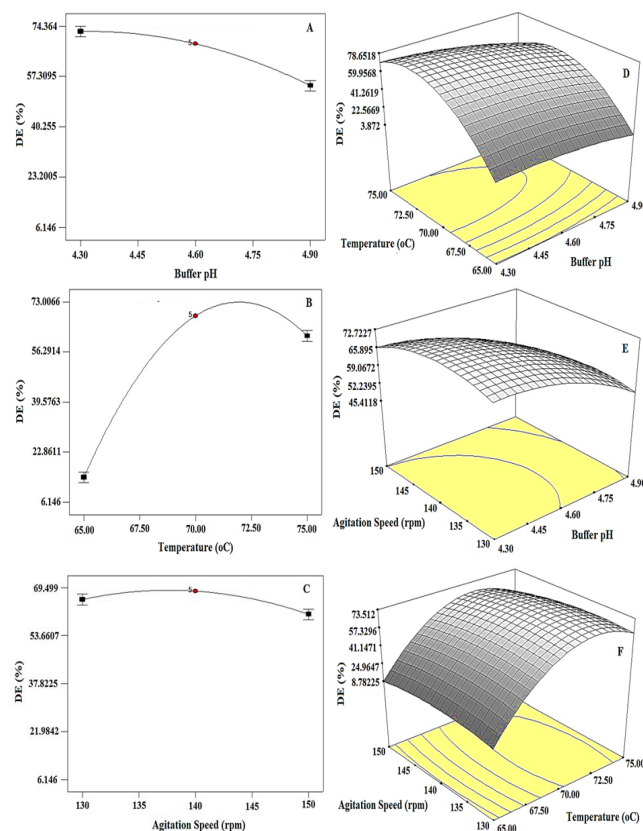 A
74.364
57.3095
40.255
23.2005
6.146
DE (%)
4.30 4.45 4.60 4.75 4.90
Buffer pH
5
D
78.6518
59.9568
41.2619
22.5669
3.872
DE (%)
75.00
72.50
70.00
67.50
65.00
Temperature (oC)
4.30
4.45
4.60
4.75
4.90
Buffer pH
B
73.0066
56.2914
39.5763
22.8611
6.146
DE (%)
65.00 67.50 70.00 72.50 75.00
Temperature (oC)
5
E
72.7227
65.895
59.0672
52.2395
45.4118
DE (%)
150
145
140
135
130
Agitation Speed (rpm)
4.30
4.45
4.60
4.75
4.90
Buffer pH
C
69.499
53.6607
37.8225
21.9842
6.146
DE (%)
130 135 140 145 150
Agitation Speed (rpm)
5
F
73.512
57.3296
41.1471
24.9647
8.78225
DE (%)
150
145
140
135
130
Agitation Speed (rpm)
65.00
67.50
70.00
72.50
75.00
Temperature (oC)